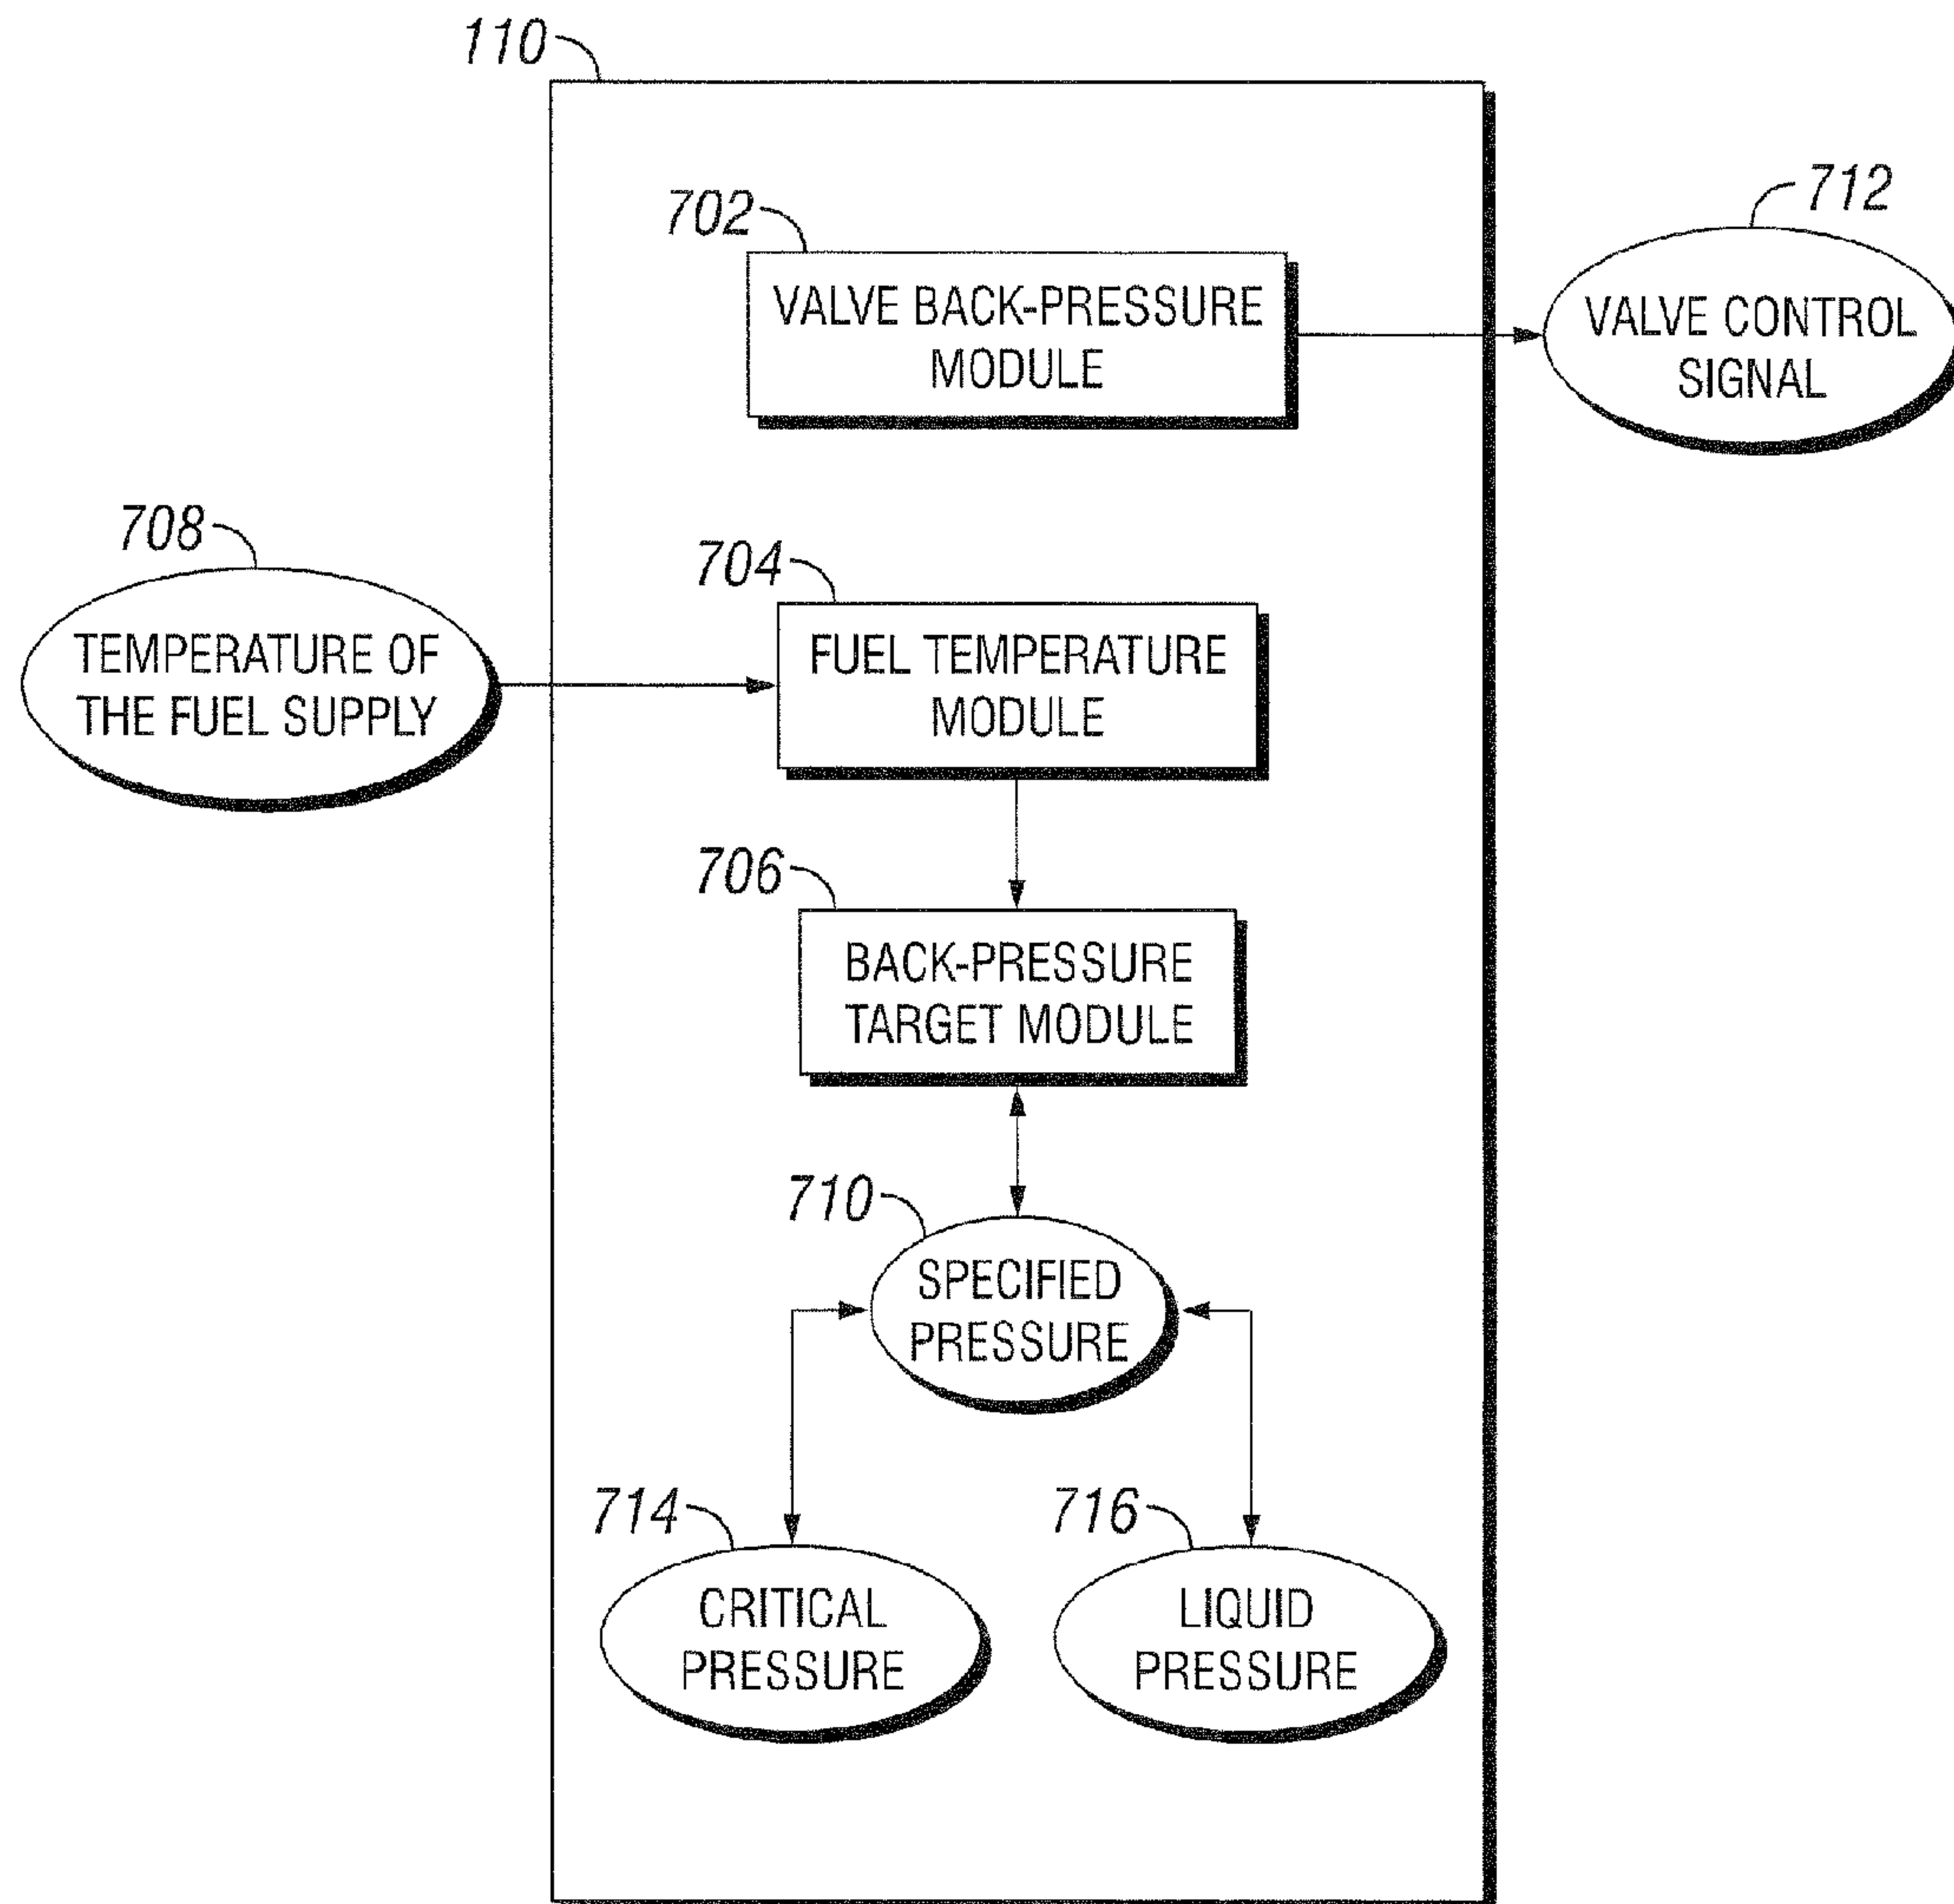 110
702
VALVE BACK-PRESSURE
MODULE
712
VALVE CONTROL
SIGNAL
708
TEMPERATURE OF
THE FUEL SUPPLY
704
FUEL TEMPERATURE
MODULE
706
BACK-PRESSURE
TARGET MODULE
710
SPECIFIED
PRESSURE
714
CRITICAL
PRESSURE
716
LIQUID
PRESSURE